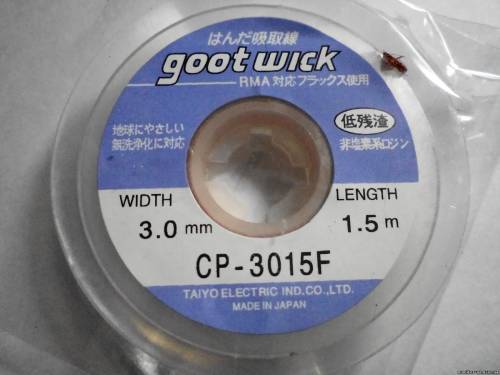 はんだ吸取線
goot wick
RMA対応フラックス使用
地球にやさしい
無洗浄化に対応
低残渣
非塩素系ロジン
WIDTH
3.0 mm
LENGTH
1.5 m
CP-3015F
TAIYO ELECTRIC IND.CO.,LTD.
MADE IN JAPAN